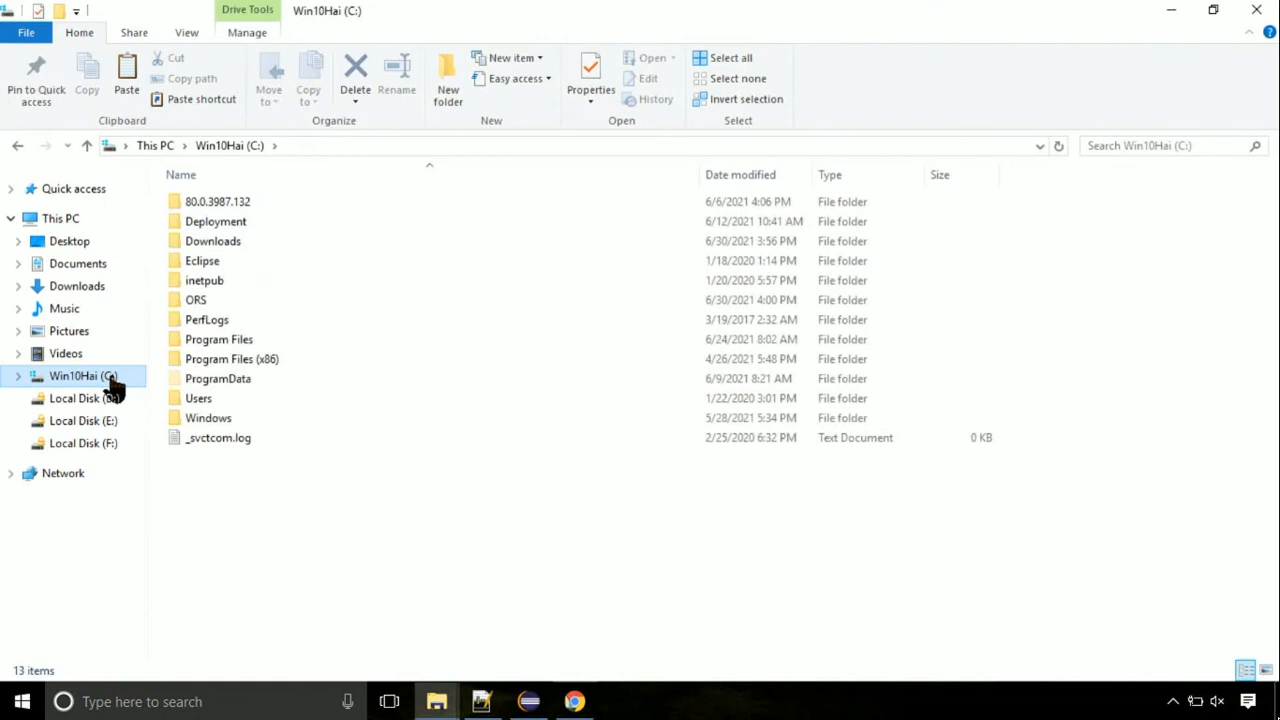 Drive Tools Win10Hai (C:)
File Home Share View Manage
Pin to Quick access
Copy
Paste
Cut
Copy path
Paste shortcut
Clipboard
Move to
Copy to
Delete
Rename
Organize
New folder
New item
Easy access
New
Properties
Open
Edit
History
Open
Select all
Select none
Invert selection
Select
This PC Win10Hai (C:)
Search Win10Hai (C:)
Quick access
This PC
Desktop
Documents
Downloads
Music
Pictures
Videos
Win10Hai (C:)
Local Disk
Local Disk (E:)
Local Disk (F:)
Network
Name Date modified Type Size
80.0.3987.132 6/6/2021 4:06 PM File folder
Deployment 6/12/2021 10:41 AM File folder
Downloads 6/30/2021 3:56 PM File folder
Eclipse 1/18/2020 1:14 PM File folder
inetpub 1/20/2020 5:57 PM File folder
ORS 6/30/2021 4:00 PM File folder
PerfLogs 3/19/2017 2:32 AM File folder
Program Files 6/24/2021 8:02 AM File folder
Program Files (x86) 4/26/2021 5:48 PM File folder
ProgramData 6/9/2021 8:21 AM File folder
Users 1/22/2020 3:01 PM File folder
Windows 5/28/2021 5:34 PM File folder
_svctcom.log 2/25/2020 6:32 PM Text Document 0 KB
13 items
Type here to search